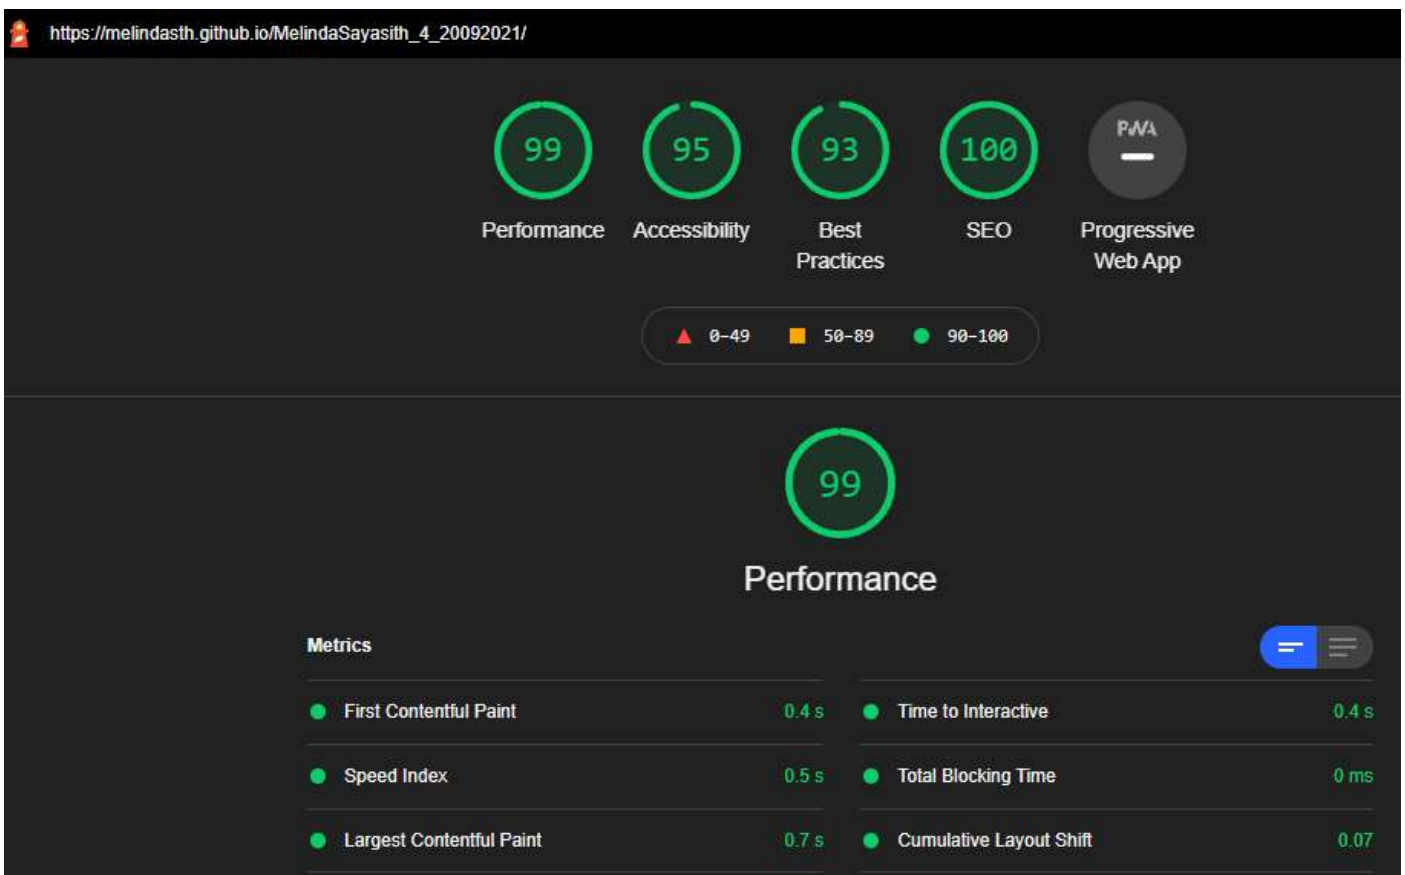 https://melindasth.github.io/MelindaSayasith_4_20092021/
99
95
93
100
PWA
Performance
Accessibility
Best
Practices
SEO
Progressive
Web App
0–49
50–89
90–100
99
Performance
Metrics
First Contentful Paint 0.4 s
Time to Interactive 0.4 s
Speed Index 0.5 s
Total Blocking Time 0 ms
Largest Contentful Paint 0.7 s
Cumulative Layout Shift 0.07